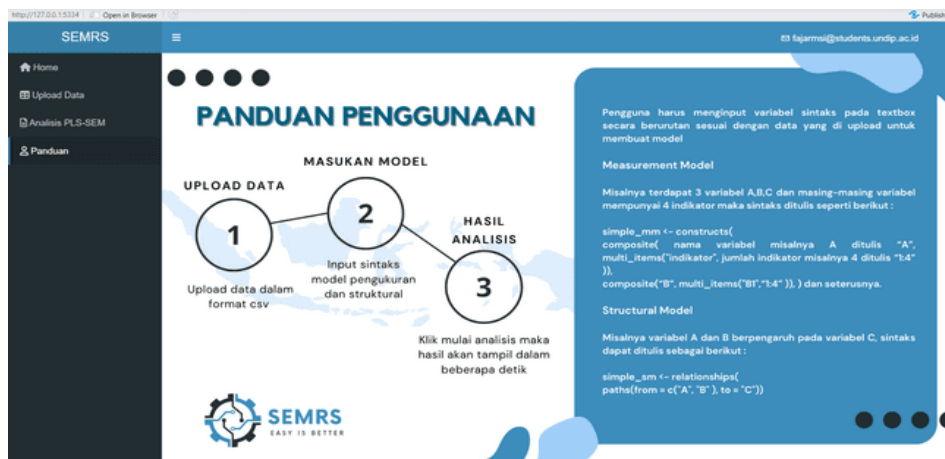 http://127.0.0.1:5334
Open in Browser
Publish
SEMRS
fajarmsi@students.undip.ac.id
Home
Upload Data
Analisis PLS-SEM
Panduan
PANDUAN PENGGUNAAN
UPLOAD DATA
1
Upload data dalam
format csv
MASUKAN MODEL
2
Input sintaks
model pengukuran
dan struktural
HASIL
ANALISIS
3
Klik mulai analisis maka
hasil akan tampil dalam
beberapa detik
SEMRS
EASY IS BETTER
Pengguna harus menginput variabel sintaks pada textbox
secara berurutan sesuai dengan data yang di upload untuk
membuat model
Measurement Model
Misalnya terdapat 3 variabel A,B,C dan masing-masing variabel
mempunyai 4 indikator maka sintaks ditulis seperti berikut :
simple_mm <- constructs(
composite( nama variabel misalnya A ditulis “A”,
multi_items("indikator", jumlah indikator misalnya 4 ditulis “1:4”
)),
composite(“B”, multi_items("B1","1:4" )), ) dan seterusnya.
Structural Model
Misalnya variabel A dan B berpengaruh pada variabel C, sintaks
dapat ditulis sebagai berikut :
simple_sm <- relationships(
paths(from = c("A", "B" ), to = "C"))